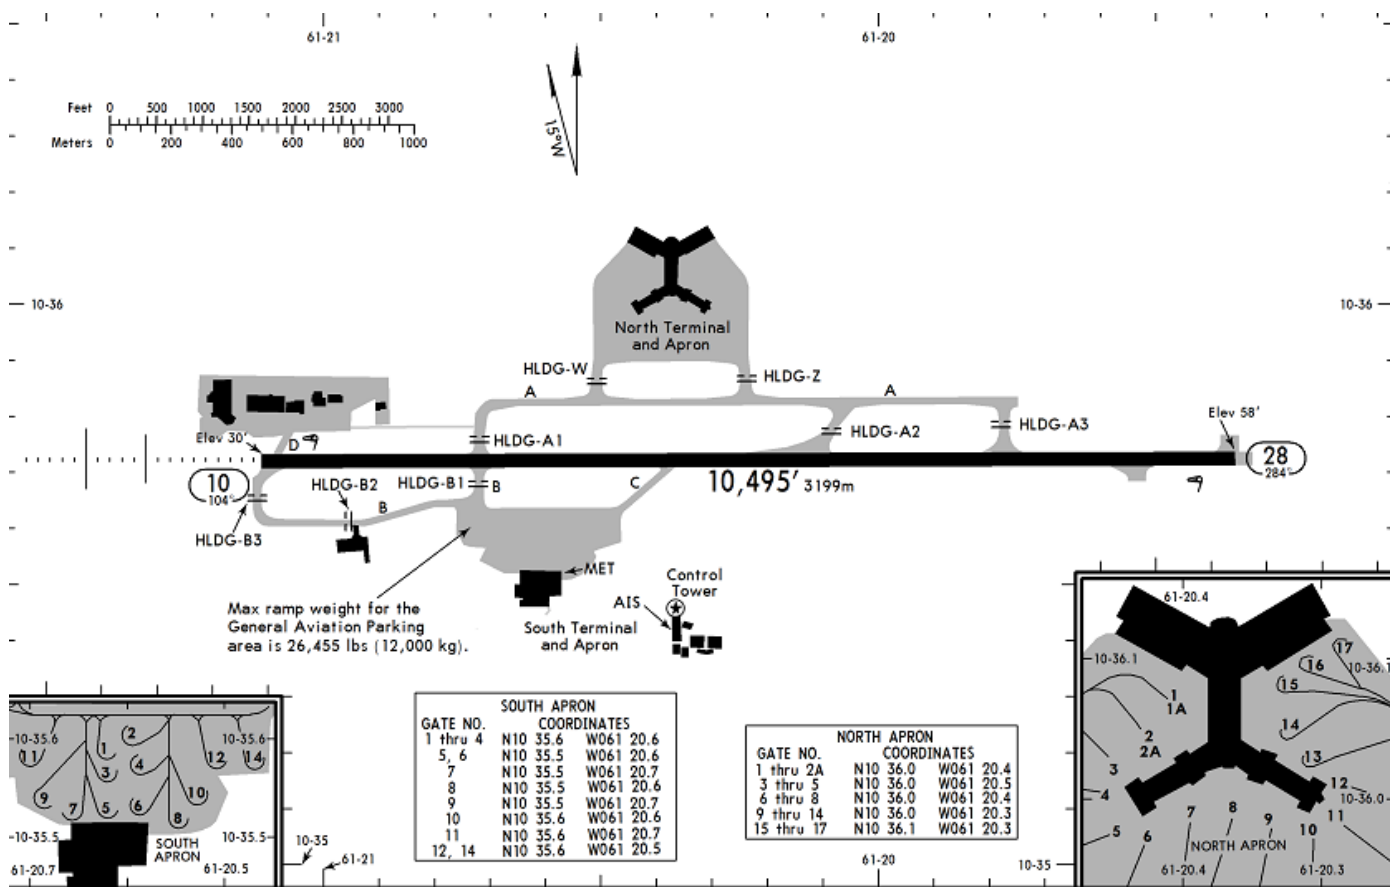 61-21
61-20
Feet 0 500 1000 1500 2000 2500 3000
Meters 0 200 400 600 800 1000
15°W
10-36
10-36
North Terminal
and Apron
HLDG-W
HLDG-Z
A
A
Elev 30'
D
HLDG-A1
HLDG-A2
HLDG-A3
Elev 58'
10
104°
28
284°
HLDG-B2
HLDG-B1
B
C
10,495' 3199m
B
HLDG-B3
MET
Control
Tower
AIS
Max ramp weight for the
General Aviation Parking
area is 26,455 lbs (12,000 kg).
South Terminal
and Apron
SOUTH APRON
GATE NO. COORDINATES
1 thru 4 N10 35.6 W061 20.6
5, 6 N10 35.5 W061 20.6
7 N10 35.5 W061 20.7
8 N10 35.5 W061 20.6
9 N10 35.5 W061 20.7
10 N10 35.6 W061 20.6
11 N10 35.6 W061 20.7
12, 14 N10 35.6 W061 20.5
NORTH APRON
GATE NO. COORDINATES
1 thru 2A N10 36.0 W061 20.4
3 thru 5 N10 36.0 W061 20.5
6 thru 8 N10 36.0 W061 20.4
9 thru 14 N10 36.0 W061 20.3
15 thru 17 N10 36.1 W061 20.3
10-35.6
10-35.6
2
1
11
3
4
12
14
9
7
5
6
10
8
10-35.5
10-35.5
SOUTH
APRON
61-20.7
61-20.5
10-35
61-21
61-20
10-35
61-20.4
10-36.1
10-36.1
17
16
15
1
1A
14
2
2A
13
3
12
4
10-36.0
11
7
8
9
10
5
6
NORTH APRON
61-20.4
61-20.3